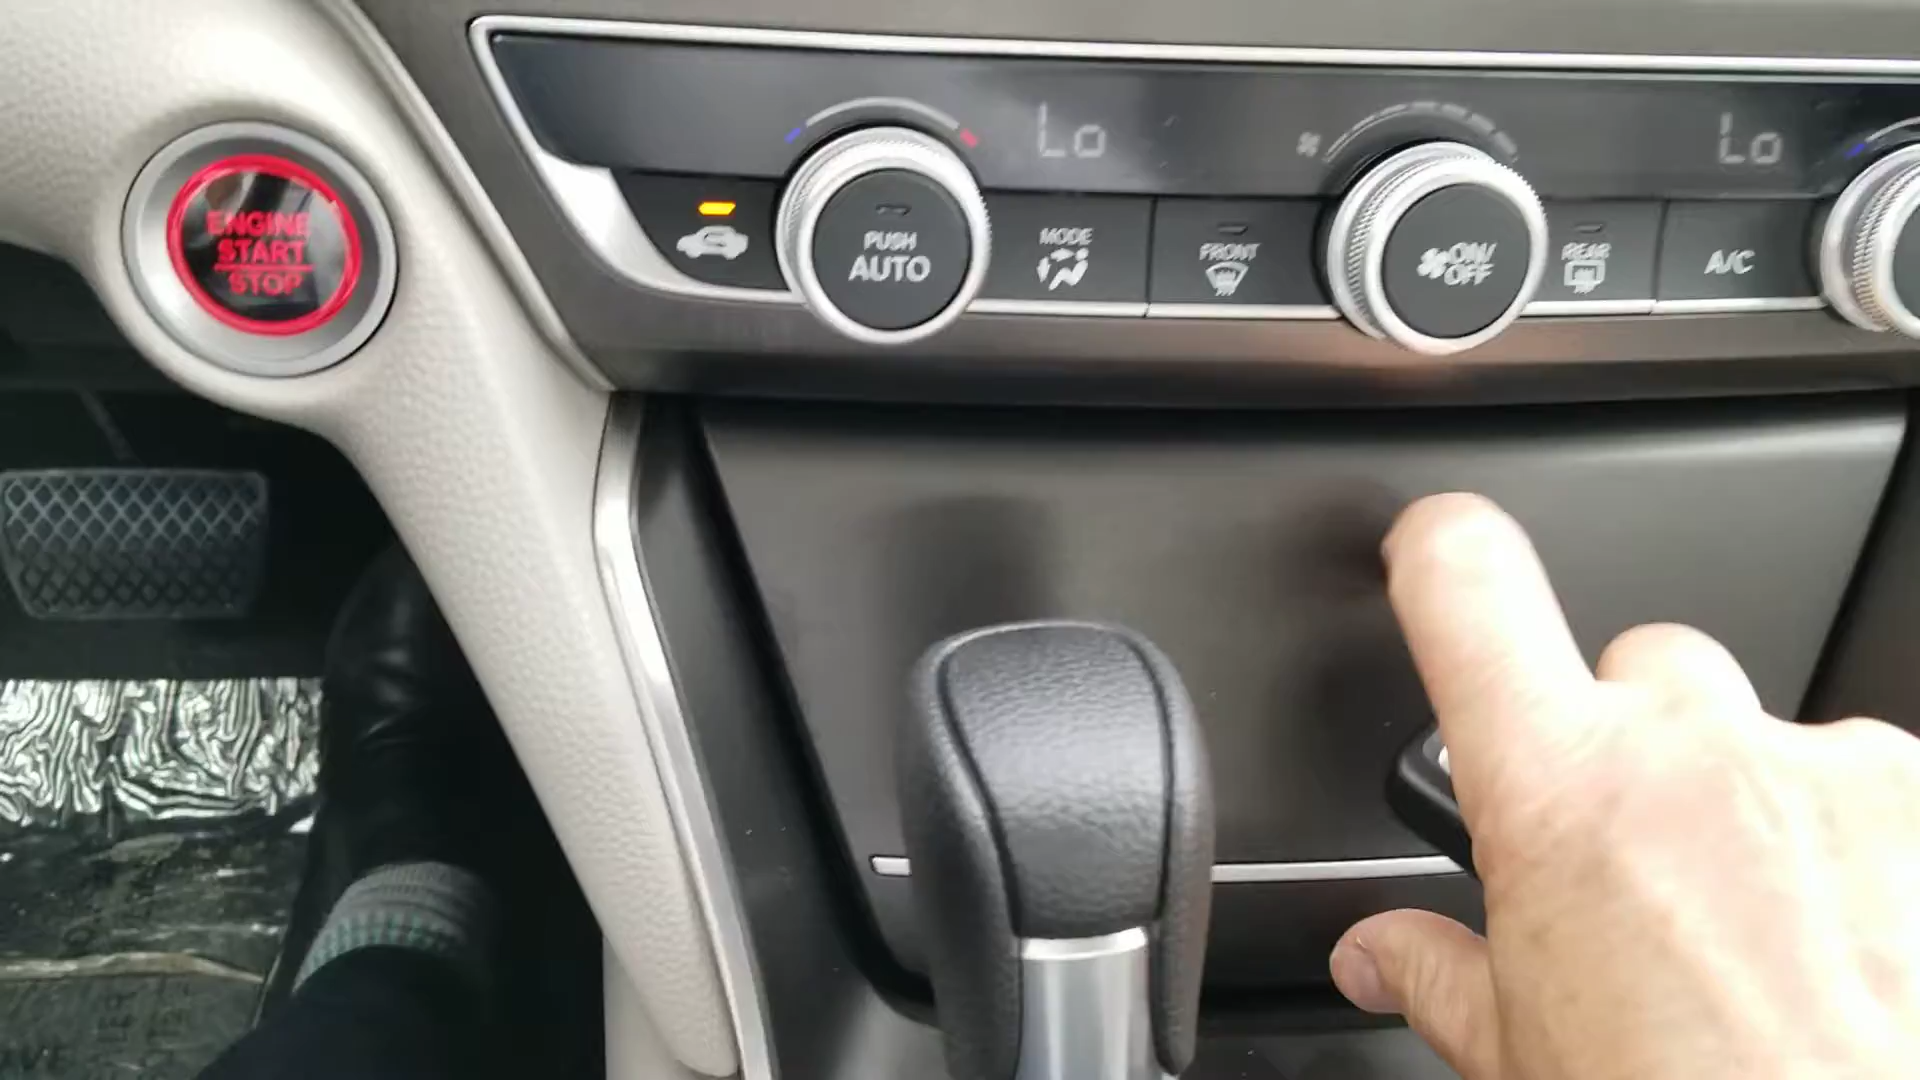 ENGINE
START
STOP
Lo
Lo
PUSH
AUTO
MODE
FRONT
ON/
OFF
REAR
A/C